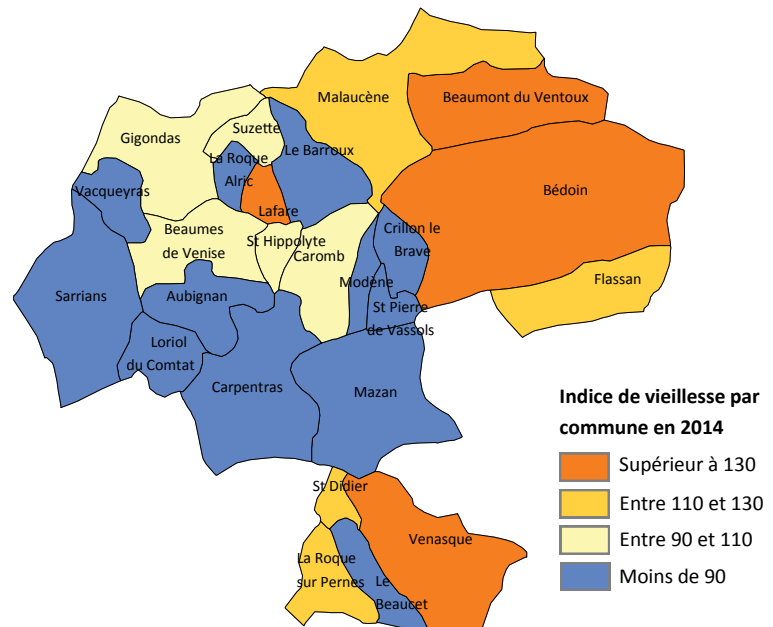 Malaucène
Beaumont du Ventoux
Gigondas
Suzette
Le Barroux
La Roque
Alric
Vacqueyras
Bédoin
Lafare
Beaumes
de Venise
St Hippolyte
Caromb
Crillon le
Brave
Modène
Flassan
Sarrians
Aubignan
St Pierre
de Vassols
Loriol
du Comtat
Carpentras
Mazan
St Didier
Venasque
La Roque
sur Pernes
Le
Beaucet
Indice de vieillesse par
commune en 2014
Supérieur à 130
Entre 110 et 130
Entre 90 et 110
Moins de 90